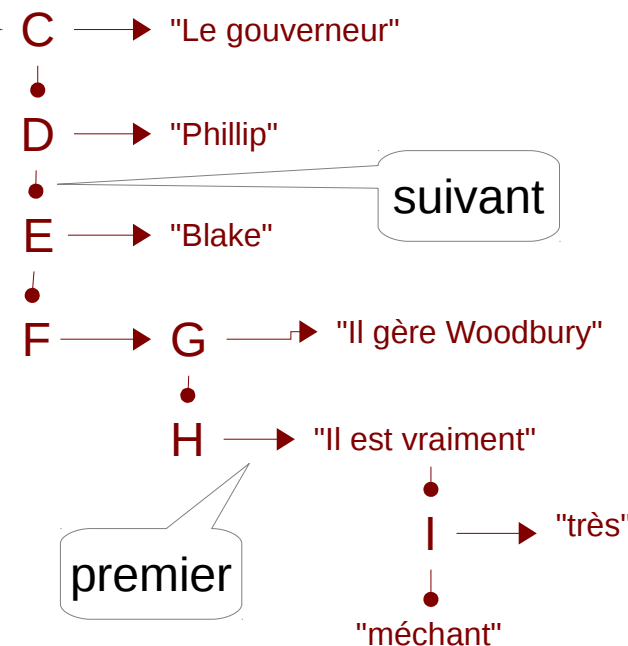 C "Le gouverneur"
D "Phillip"
suivant
E "Blake"
F G "Il gère Woodbury"
H "Il est vraiment"
premier
I "très"
"méchant"